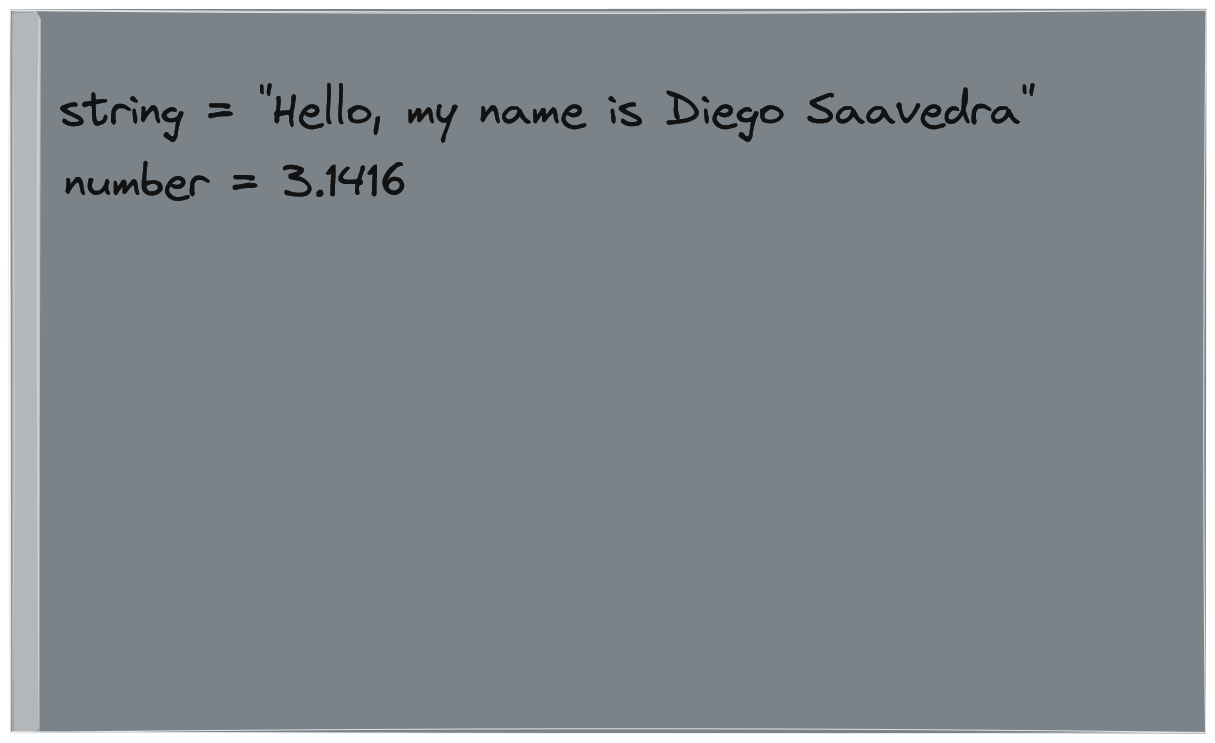 string = "Hello, my name is Diego Saavedra"
number = 3.1416